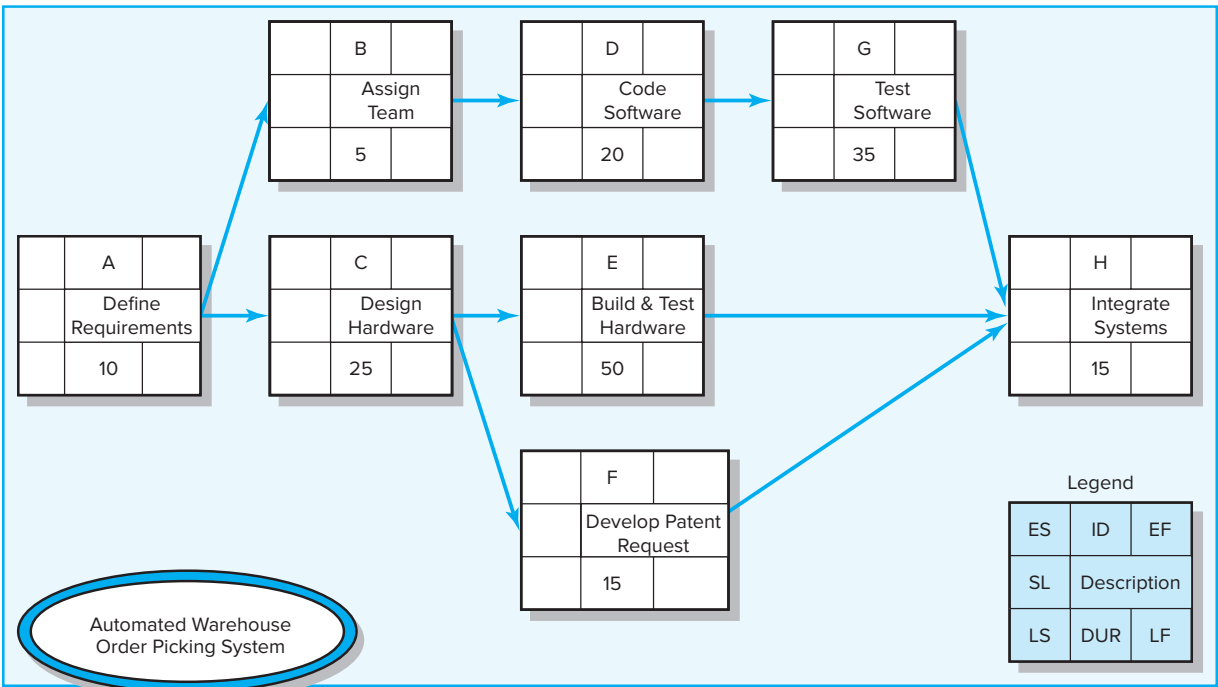 B
Assign
Team
5
D
Code
Software
20
G
Test
Software
35
A
Define
Requirements
10
C
Design
Hardware
25
E
Build & Test
Hardware
50
H
Integrate
Systems
15
F
Develop Patent
Request
15
Legend
ES ID EF
SL Description
LS DUR LF
Automated Warehouse
Order Picking System